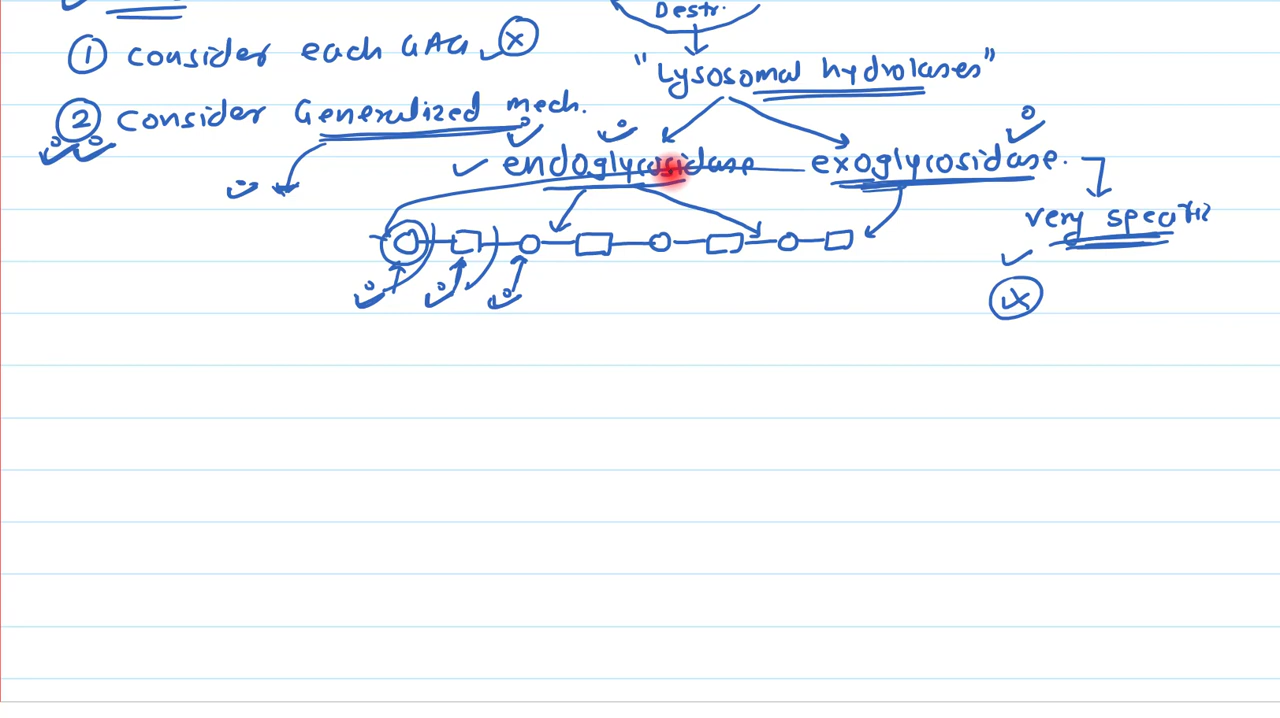 Destr.
① consider each GAG ✓ ⓧ
"Lysosomal hydrolases"
② consider Generalized mech.
endoglycosidase exoglycosidase.
very specific